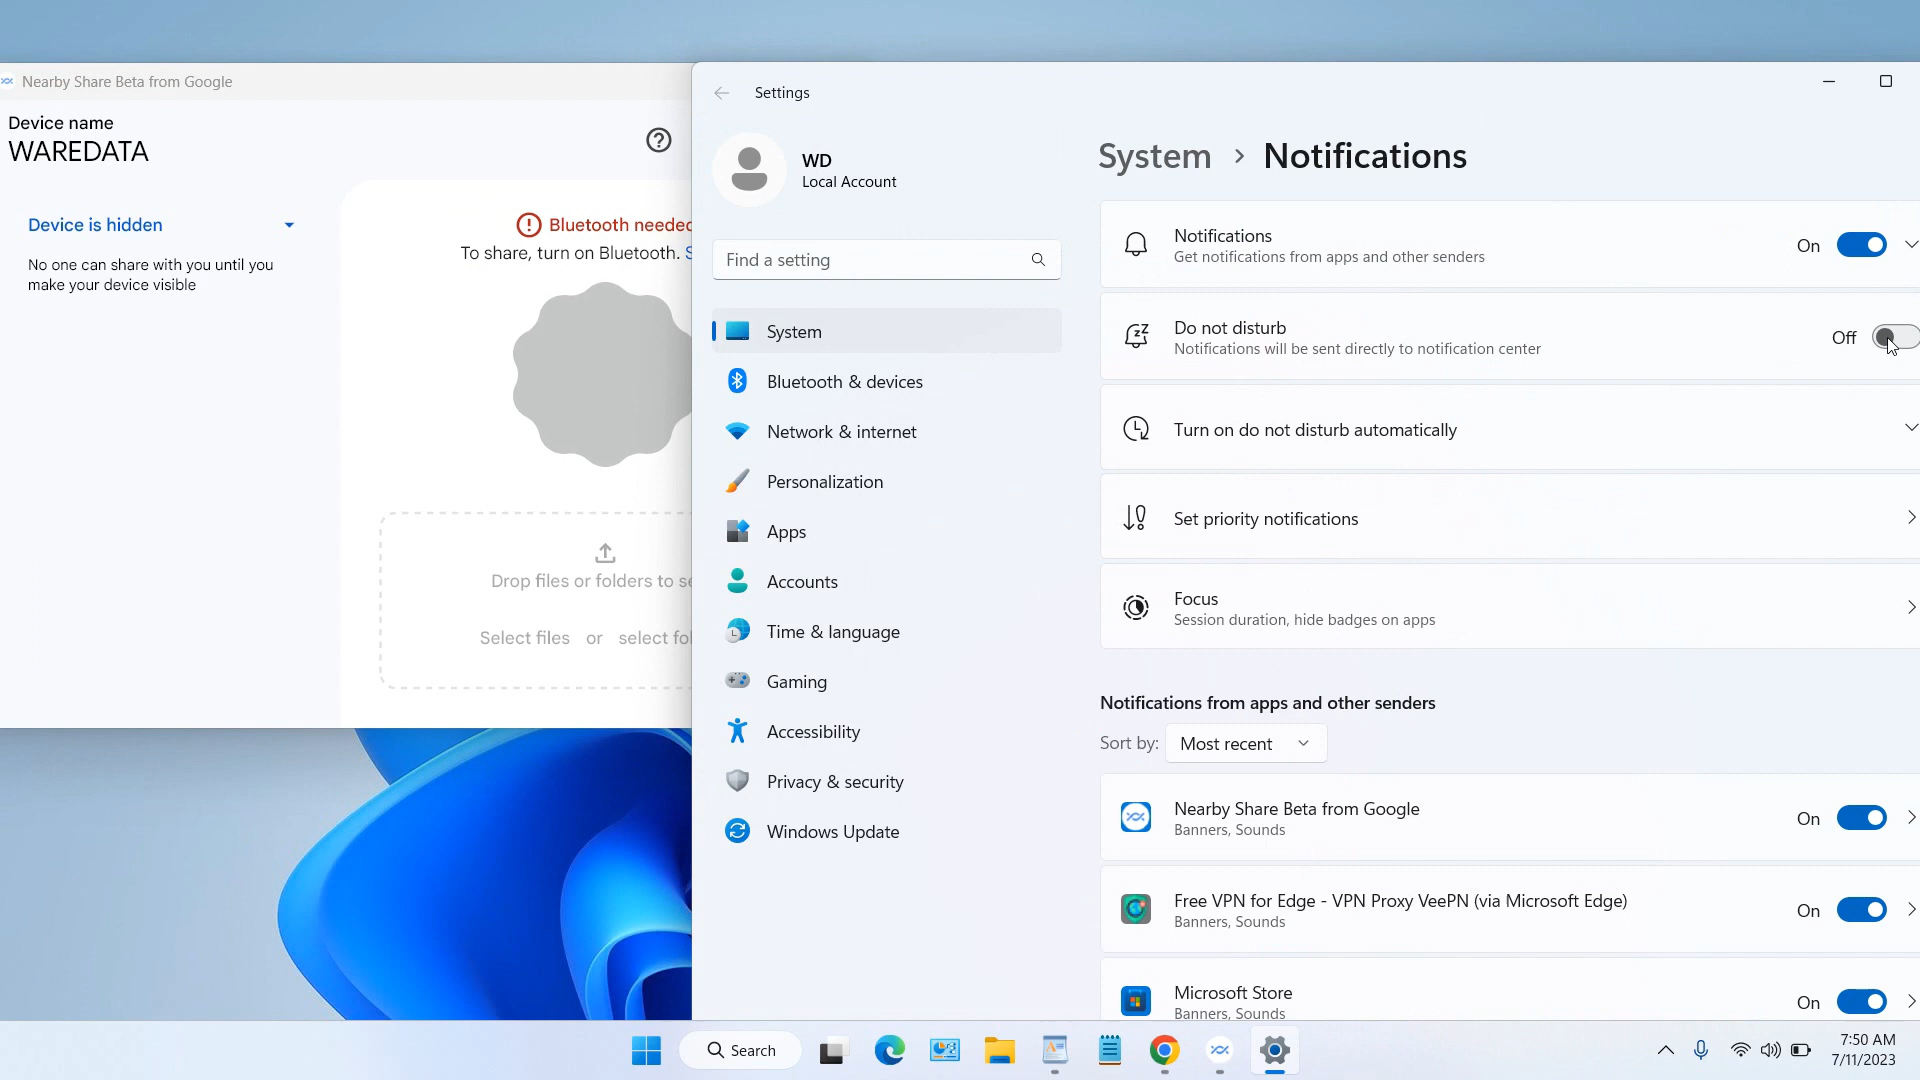 Nearby Share Beta from Google
Device name
WAREDATA
Device is hidden
No one can share with you until you
make your device visible
Bluetooth needed
To share, turn on Bluetooth. S
Drop files or folders to se
Select files or select fol
Settings
WD
Local Account
Find a setting
System
Bluetooth & devices
Network & internet
Personalization
Apps
Accounts
Time & language
Gaming
Accessibility
Privacy & security
Windows Update
System > Notifications
Notifications
Get notifications from apps and other senders
On
Do not disturb
Notifications will be sent directly to notification center
Off
Turn on do not disturb automatically
Set priority notifications
Focus
Session duration, hide badges on apps
Notifications from apps and other senders
Sort by: Most recent
Nearby Share Beta from Google
Banners, Sounds
On
Free VPN for Edge - VPN Proxy VeePN (via Microsoft Edge)
Banners, Sounds
On
Microsoft Store
Banners, Sounds
On
Search
7:50 AM
7/11/2023